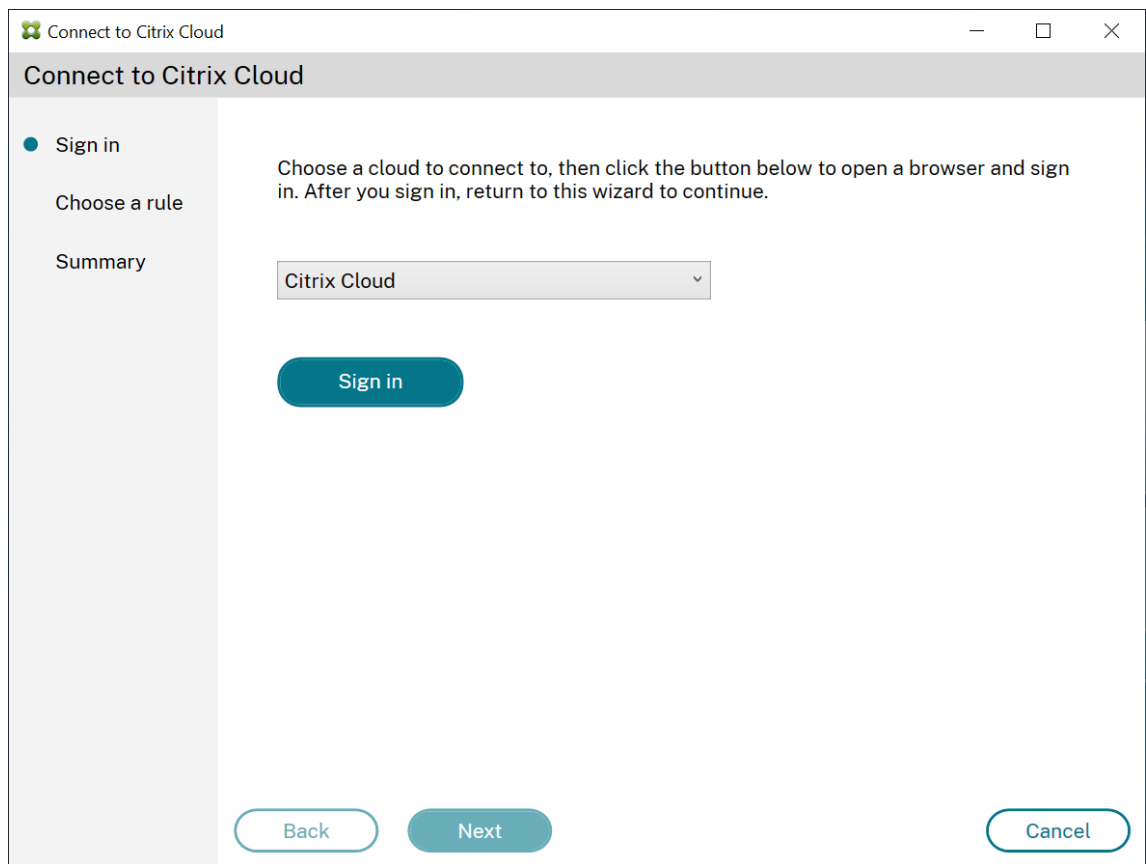 Connect to Citrix Cloud
Connect to Citrix Cloud
Sign in
Choose a rule
Summary
Choose a cloud to connect to, then click the button below to open a browser and sign
in. After you sign in, return to this wizard to continue.
Citrix Cloud
Sign in
Back
Next
Cancel